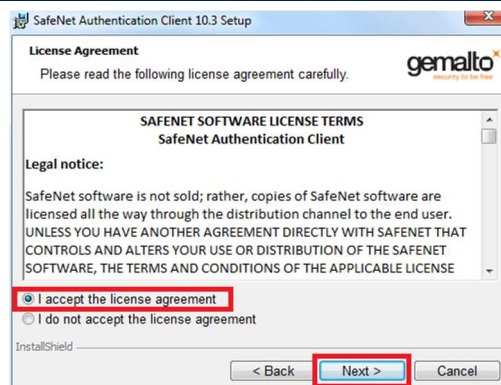 SafeNet Authentication Client 10.3 Setup
License Agreement
Please read the following license agreement carefully.
gemalto
security to be free
SAFENET SOFTWARE LICENSE TERMS
SafeNet Authentication Client
Legal notice:
SafeNet software is not sold; rather, copies of SafeNet software are
licensed all the way through the distribution channel to the end user.
UNLESS YOU HAVE ANOTHER AGREEMENT DIRECTLY WITH SAFENET THAT
CONTROLS AND ALTERS YOUR USE OR DISTRIBUTION OF THE SAFENET
SOFTWARE, THE TERMS AND CONDITIONS OF THE APPLICABLE LICENSE
I accept the license agreement
I do not accept the license agreement
InstallShield
< Back
Next >
Cancel